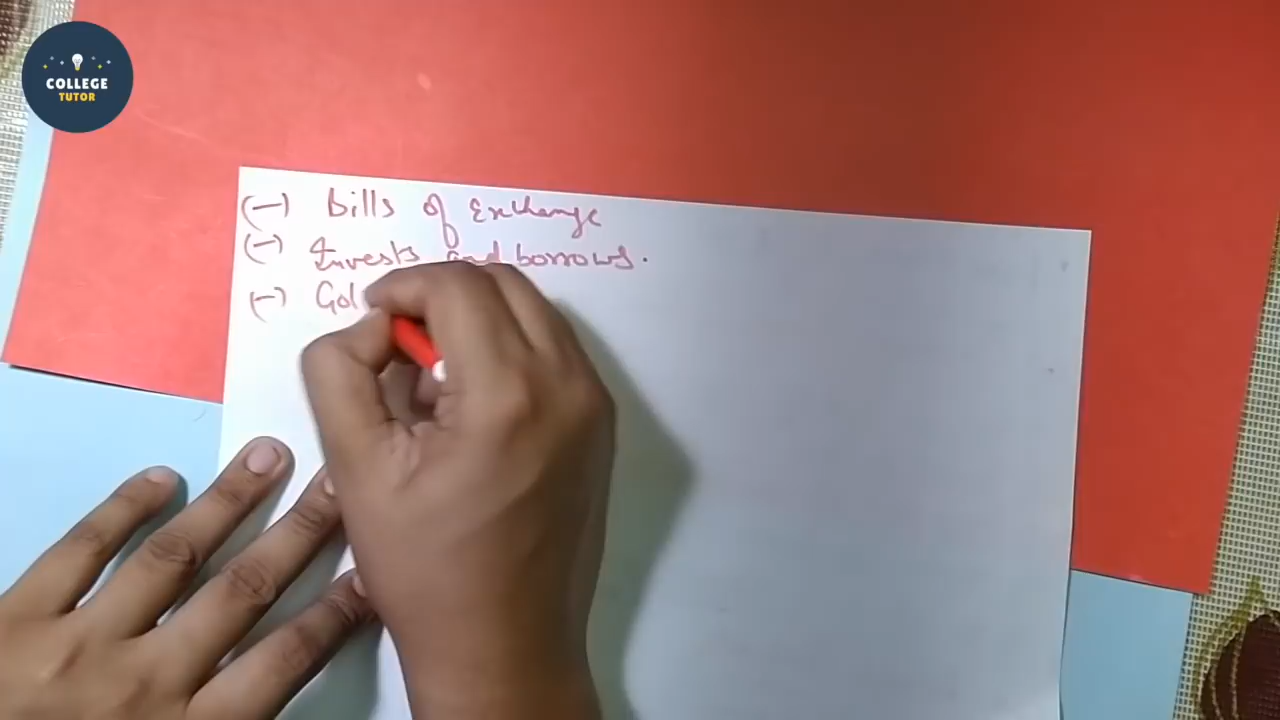 COLLEGE
TUTOR
(-) Bills of Exchange
(-) Invests and borrows.
(-) Gol